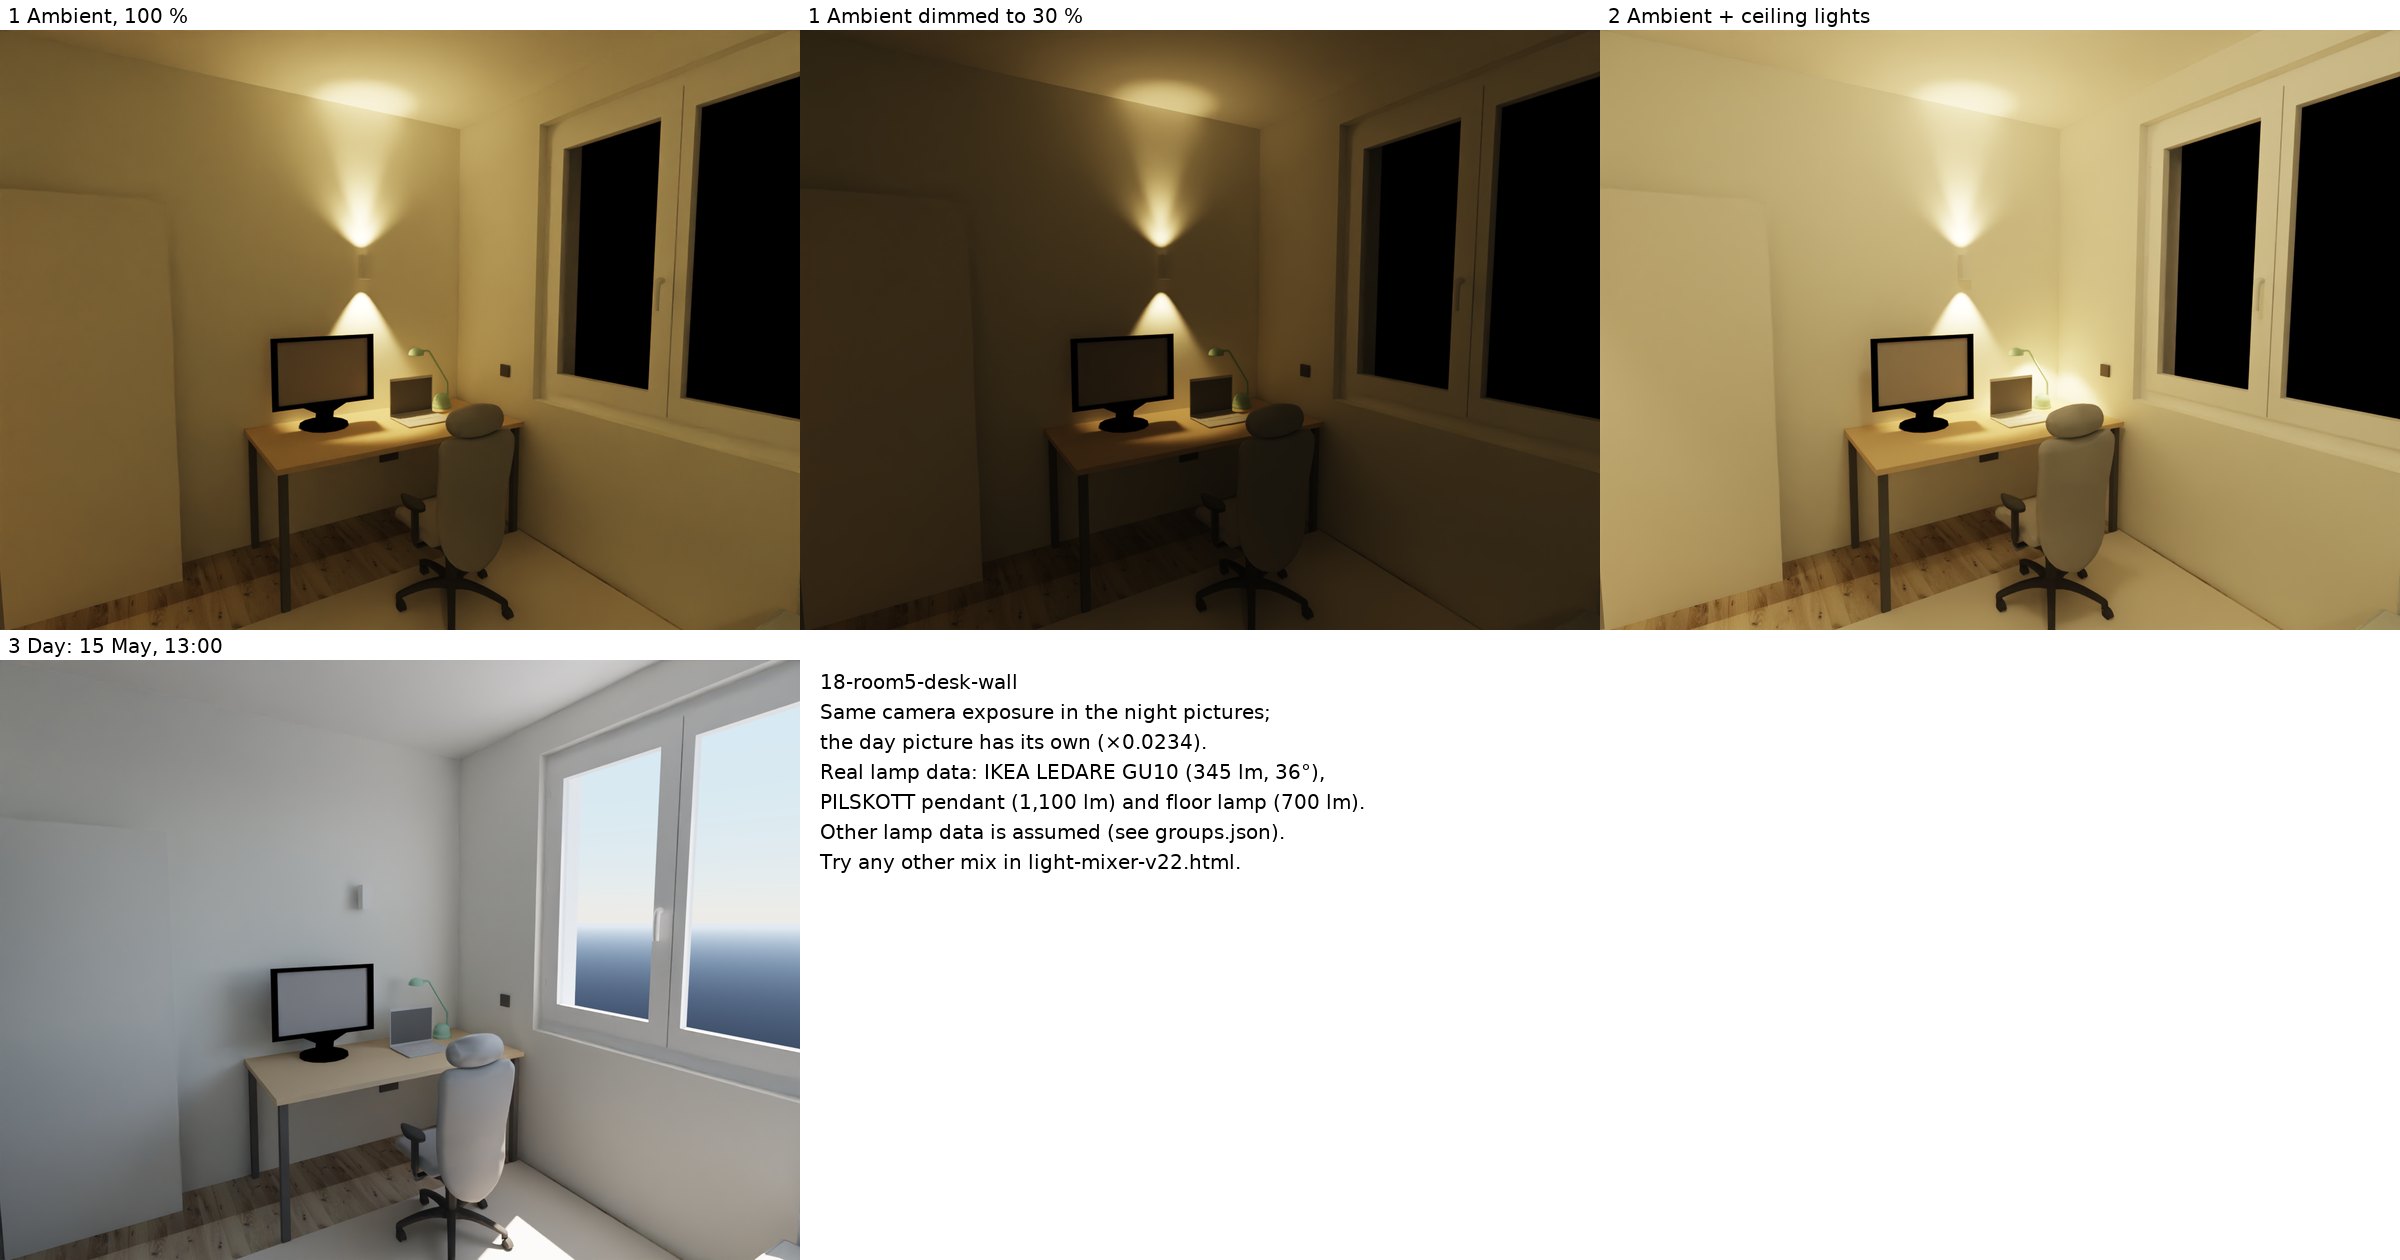 1 Ambient, 100 %
1 Ambient dimmed to 30 %
2 Ambient + ceiling lights
3 Day: 15 May, 13:00
18-room5-desk-wall
Same camera exposure in the night pictures;
the day picture has its own (×0.0234).
Real lamp data: IKEA LEDARE GU10 (345 lm, 36°),
PILSKOTT pendant (1,100 lm) and floor lamp (700 lm).
Other lamp data is assumed (see groups.json).
Try any other mix in light-mixer-v22.html.